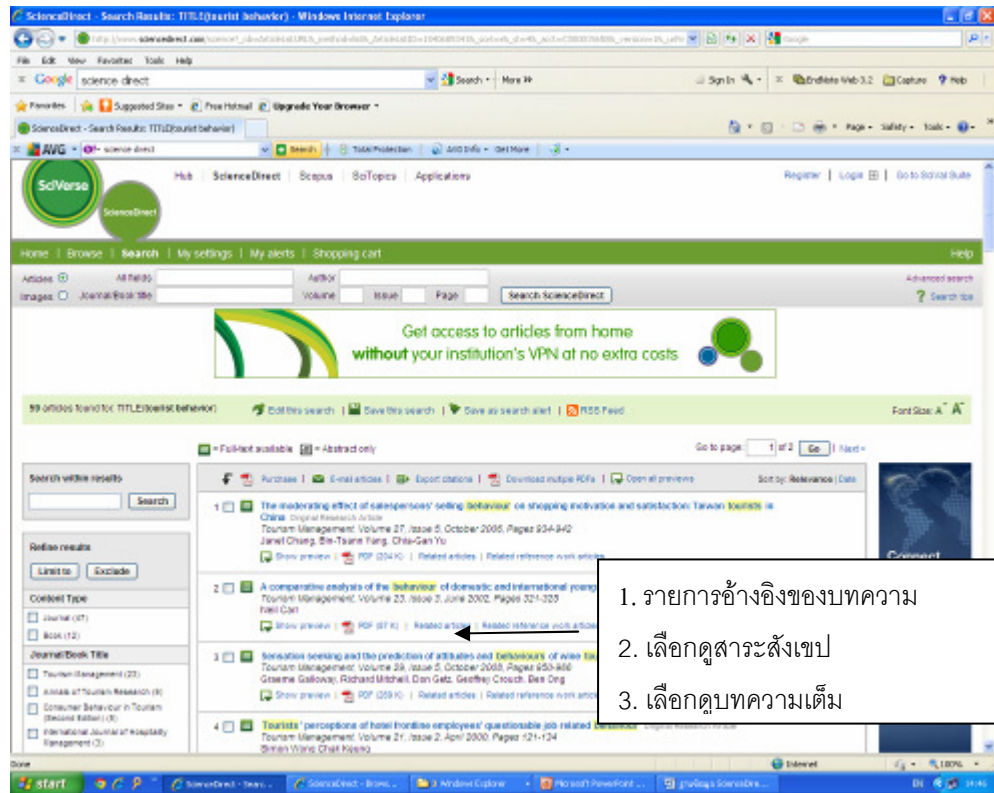 ScienceDirect - Search Results: TITLE(tourist behavior) - Windows Internet Explorer
File Edit View Favorites Tools Help
Google science direct Search More Sign In EndNote Web 3.2 Capture Help
Favorites Suggested Sites Free Hotmail Upgrade Your Browser
ScienceDirect - Search Results: TITLE(tourist behavior) Page Safety Tools
AVG science direct Search Total Protection AVG Info Get More
SciVerse ScienceDirect
Hub | ScienceDirect Scopus SciTopics Applications
Register | Login | Go to SciVal Suite
Home | Browse | Search | My settings | My alerts | Shopping cart Help
Articles All fields Author Advanced search
Images Journal/Book title Volume Issue Page Search ScienceDirect ? Search tips
Get access to articles from home
without your institution's VPN at no extra costs
99 articles found for: TITLE(tourist behavior) Edit this search | Save this search | Save as search alert | RSS Feed Font Size: A A
= Full-text available = Abstract only Go to page: 1 of 2 Go | Next
Search within results
Search
Refine results
Limit to Exclude
Content Type
Journal (87)
Book (12)
Journal/Book Title
Tourism Management (23)
Annals of Tourism Research (9)
Consumer Behaviour in Tourism (Second Edition) (8)
International Journal of Hospitality Management (3)
Purchase | E-mail articles | Export citations | Download multiple PDFs | Open all previews Sort by: Relevance | Date
1 The moderating effect of salespersons' selling behaviour on shopping motivation and satisfaction: Taiwan tourists in
China Original Research Article
Tourism Management, Volume 27, Issue 5, October 2006, Pages 934-942
Janet Chang, Bin-Tsann Yang, Chia-Gan Yu
Show preview | PDF (204 K) | Related articles | Related reference work articles
2 A comparative analysis of the behaviour of domestic and international young
Tourism Management, Volume 23, Issue 3, June 2002, Pages 321-325
Neil Carr
Show preview | PDF (87 K) | Related articles | Related reference work articles
3 Sensation seeking and the prediction of attitudes and behaviours of wine
Tourism Management, Volume 29, Issue 5, October 2008, Pages 950-966
Graeme Galloway, Richard Mitchell, Don Getz, Geoffrey Crouch, Ben Ong
Show preview | PDF (269 K) | Related articles | Related reference work articles
4 Tourists' perceptions of hotel frontline employees' questionable job related
Tourism Management, Volume 21, Issue 2, April 2000, Pages 121-134
Simon Wong Chak Keung
Connect
1. รายการอ้างอิงของบทความ
2. เลือกดูสาระสังเขป
3. เลือกดูบทความเต็ม
Done Internet 100%
start ScienceDirect - Sear... ScienceDirect - Brows... 3 Windows Explorer Microsoft PowerPoint ... EN 14:46